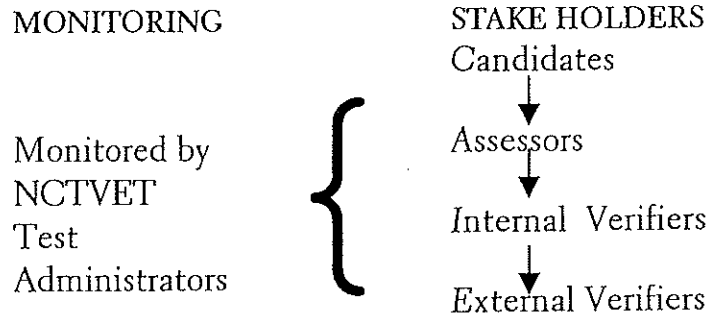 MONITORING
Monitored by
NCTVET
Test
Administrators
STAKE HOLDERS
Candidates
Assessors
Internal Verifiers
External Verifiers